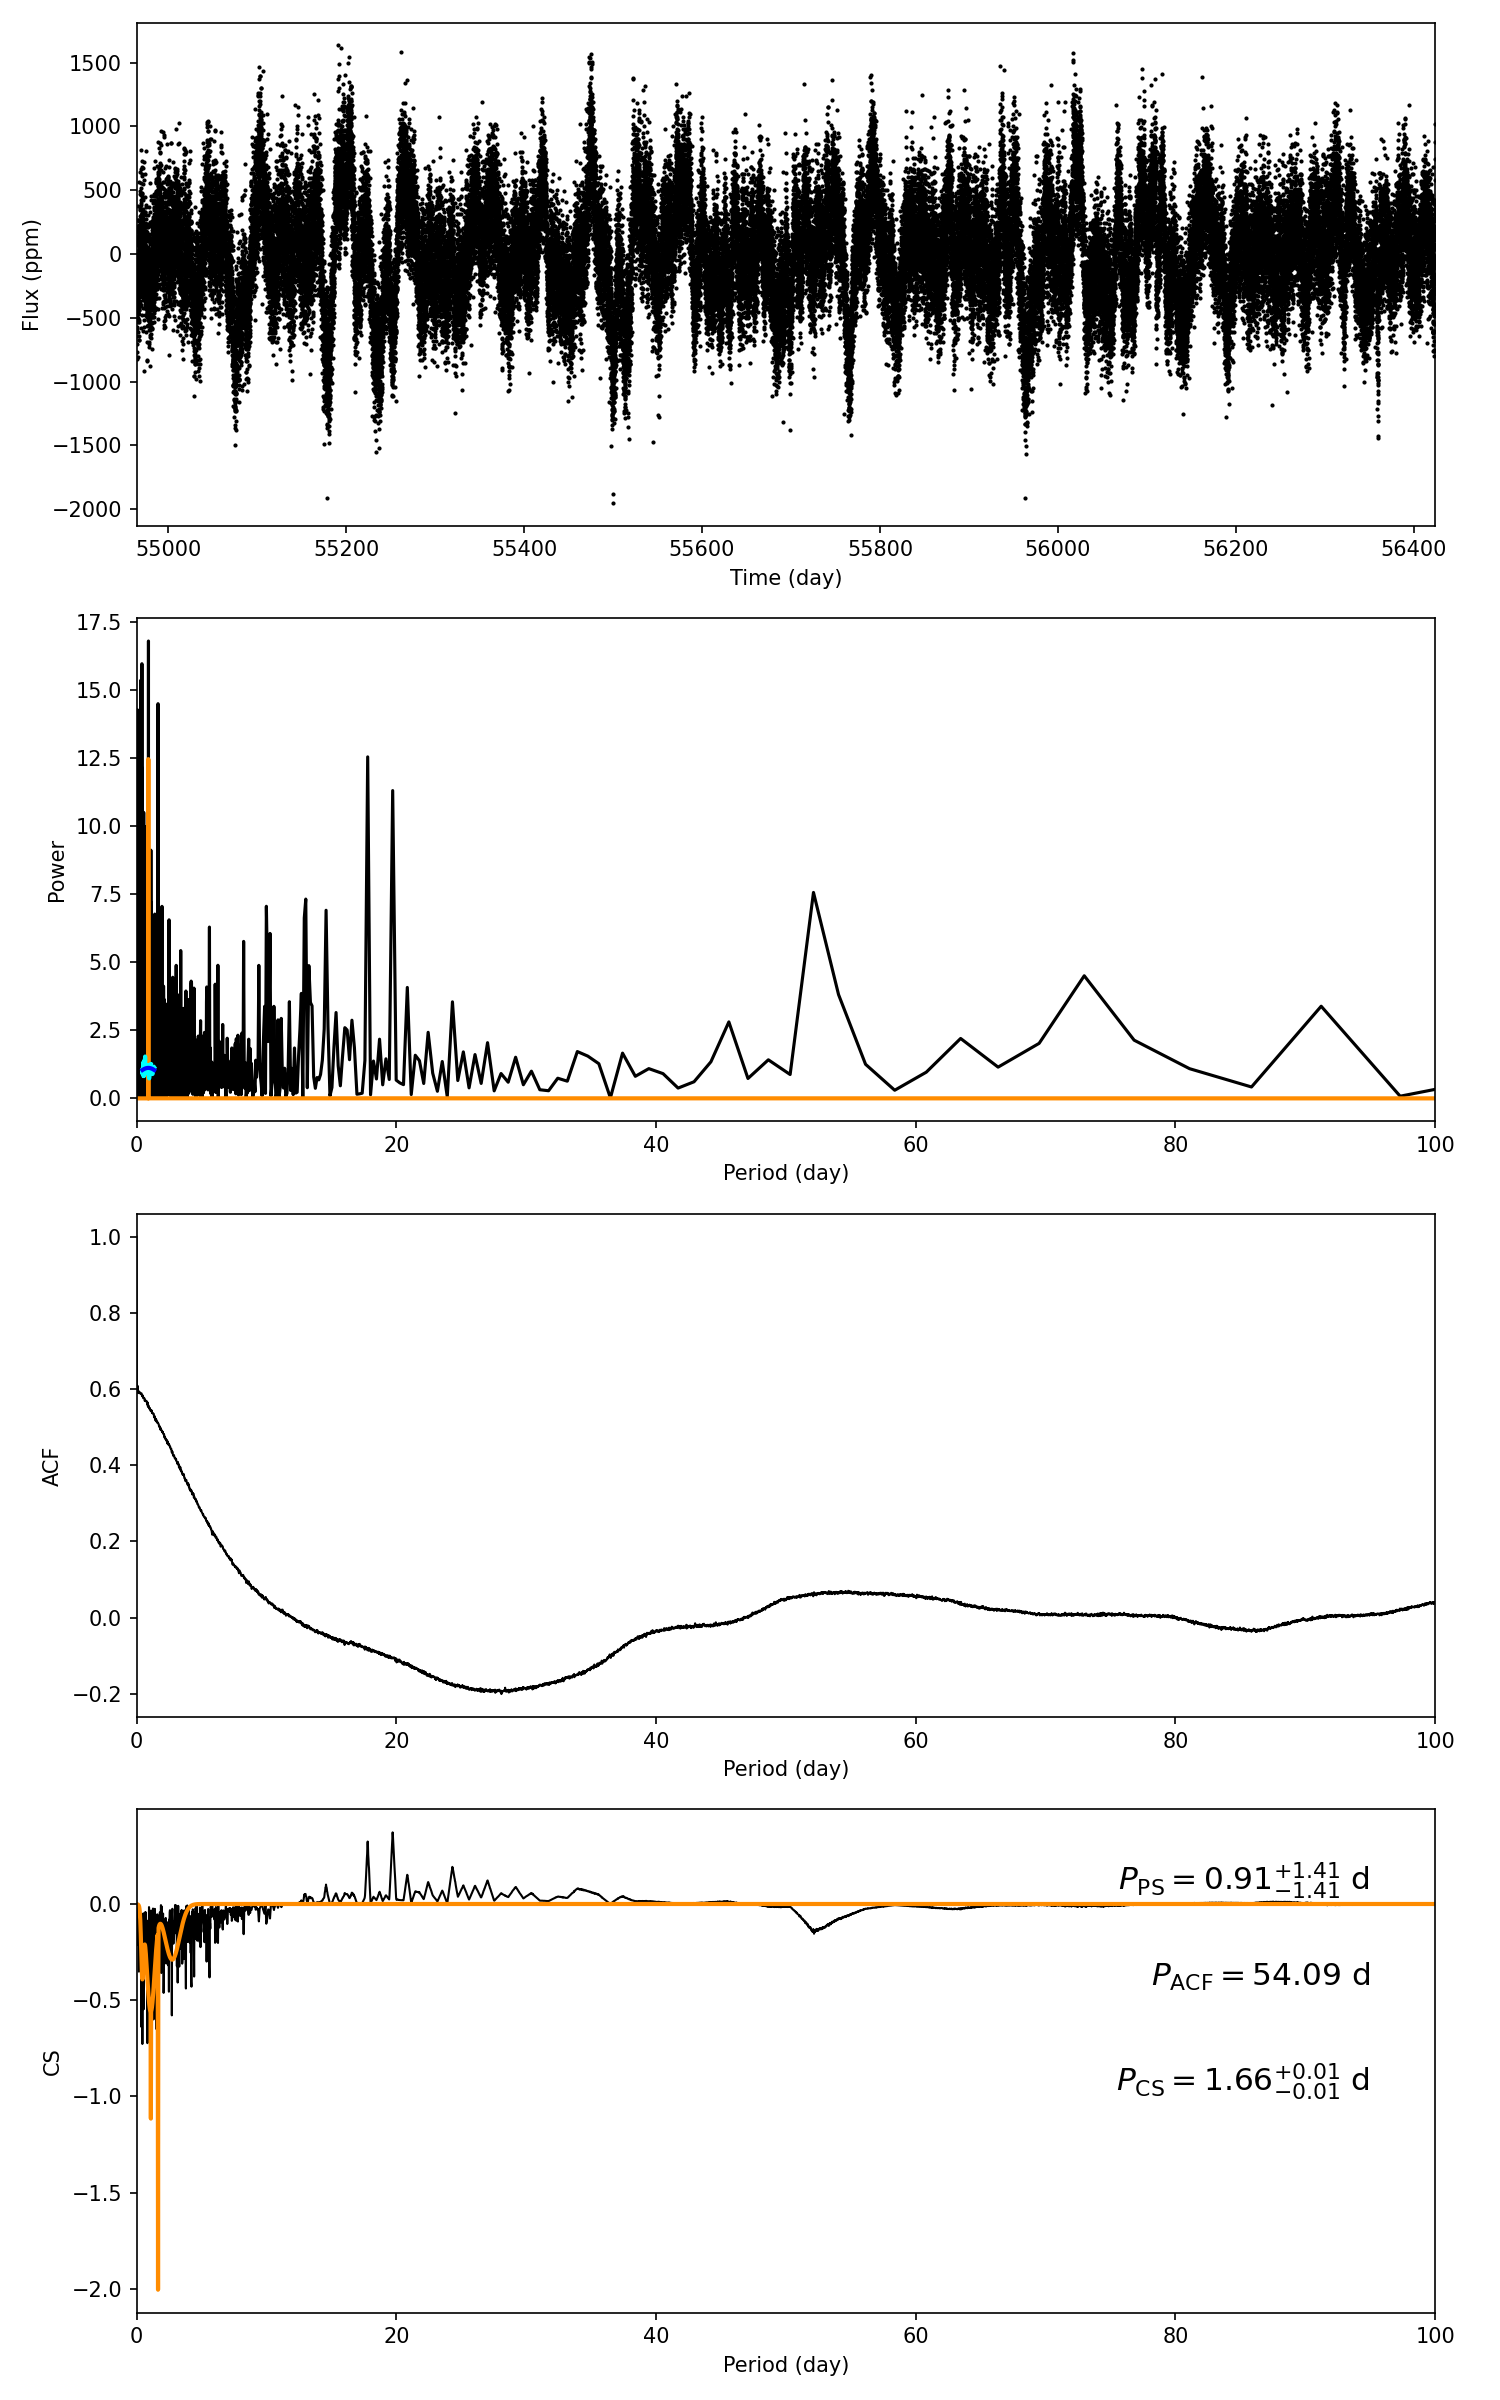 1500
1000
500
0
−500
−1000
−1500
−2000
Flux (ppm)
55000 55200 55400 55600 55800 56000 56200 56400
Time (day)
17.5
15.0
12.5
10.0
7.5
5.0
2.5
0.0
Power
0 20 40 60 80 100
Period (day)
1.0
0.8
0.6
0.4
0.2
0.0
−0.2
ACF
0 20 40 60 80 100
Period (day)
0.0
−0.5
−1.0
−1.5
−2.0
CS
P_PS = 0.91^{+1.41}_{−1.41} d
P_ACF = 54.09 d
P_CS = 1.66^{+0.01}_{−0.01} d
0 20 40 60 80 100
Period (day)